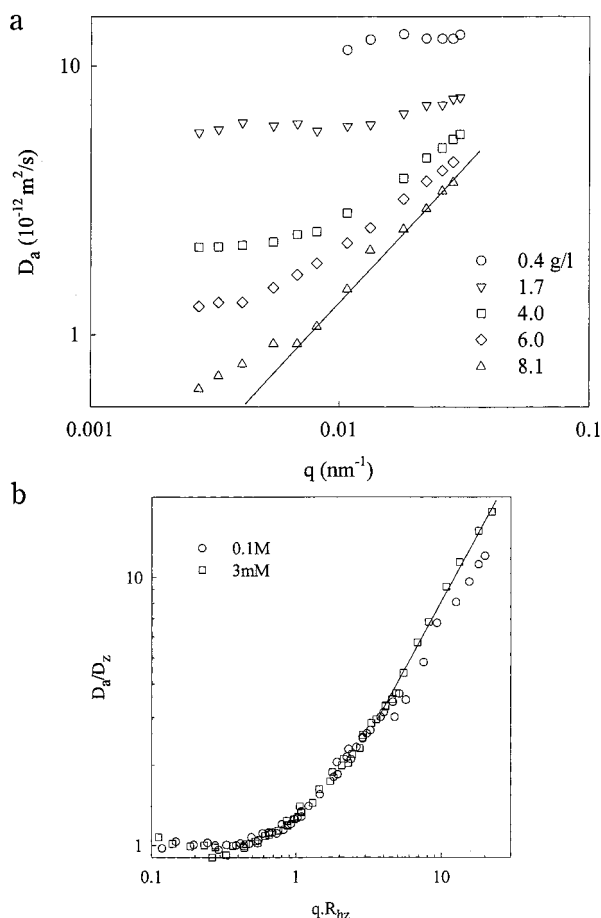 a
10
1
D_a (10^-12 m^2/s)
0.4 g/l
1.7
4.0
6.0
8.1
0.001
0.01
0.1
q (nm^-1)
b
0.1M
3mM
10
1
D_a/D_z
0.1
1
10
q.R_hz